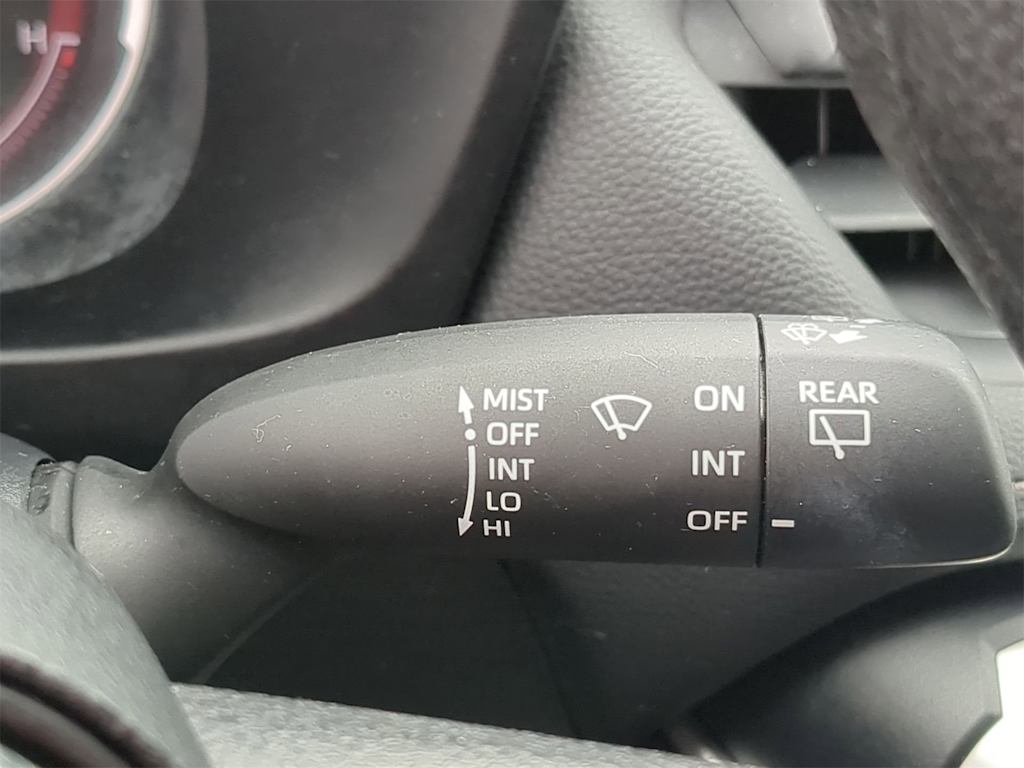 H
MIST
OFF
INT
LO
HI
ON
INT
OFF
REAR